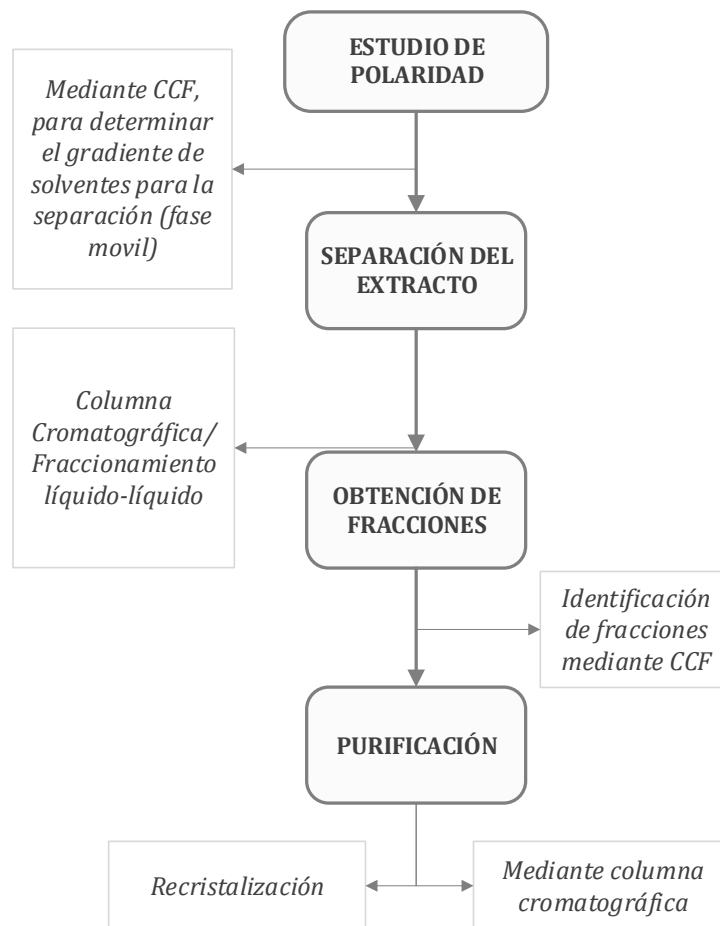 ESTUDIO DE
POLARIDAD
Mediante CCF,
para determinar
el gradiente de
solventes para la
separación (fase
movil)
SEPARACIÓN DEL
EXTRACTO
Columna
Cromatográfica/
Fraccionamiento
líquido-líquido
OBTENCIÓN DE
FRACCIONES
Identificación
de fracciones
mediante CCF
PURIFICACIÓN
Recristalización
Mediante columna
cromatográfica